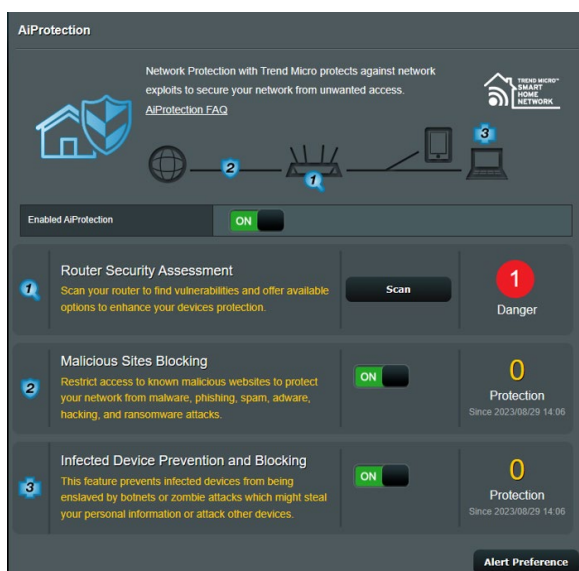 AiProtection
Network Protection with Trend Micro protects against network
exploits to secure your network from unwanted access.
AiProtection FAQ
TREND MICRO™
SMART
HOME
NETWORK
3
2
1
Enabled AiProtection
ON
1
Router Security Assessment
Scan your router to find vulnerabilities and offer available
options to enhance your devices protection.
Scan
1
Danger
2
Malicious Sites Blocking
Restrict access to known malicious websites to protect
your network from malware, phishing, spam, adware,
hacking, and ransomware attacks.
ON
0
Protection
Since 2023/08/29 14:06
3
Infected Device Prevention and Blocking
This feature prevents infected devices from being
enslaved by botnets or zombie attacks which might steal
your personal information or attack other devices.
ON
0
Protection
Since 2023/08/29 14:06
Alert Preference